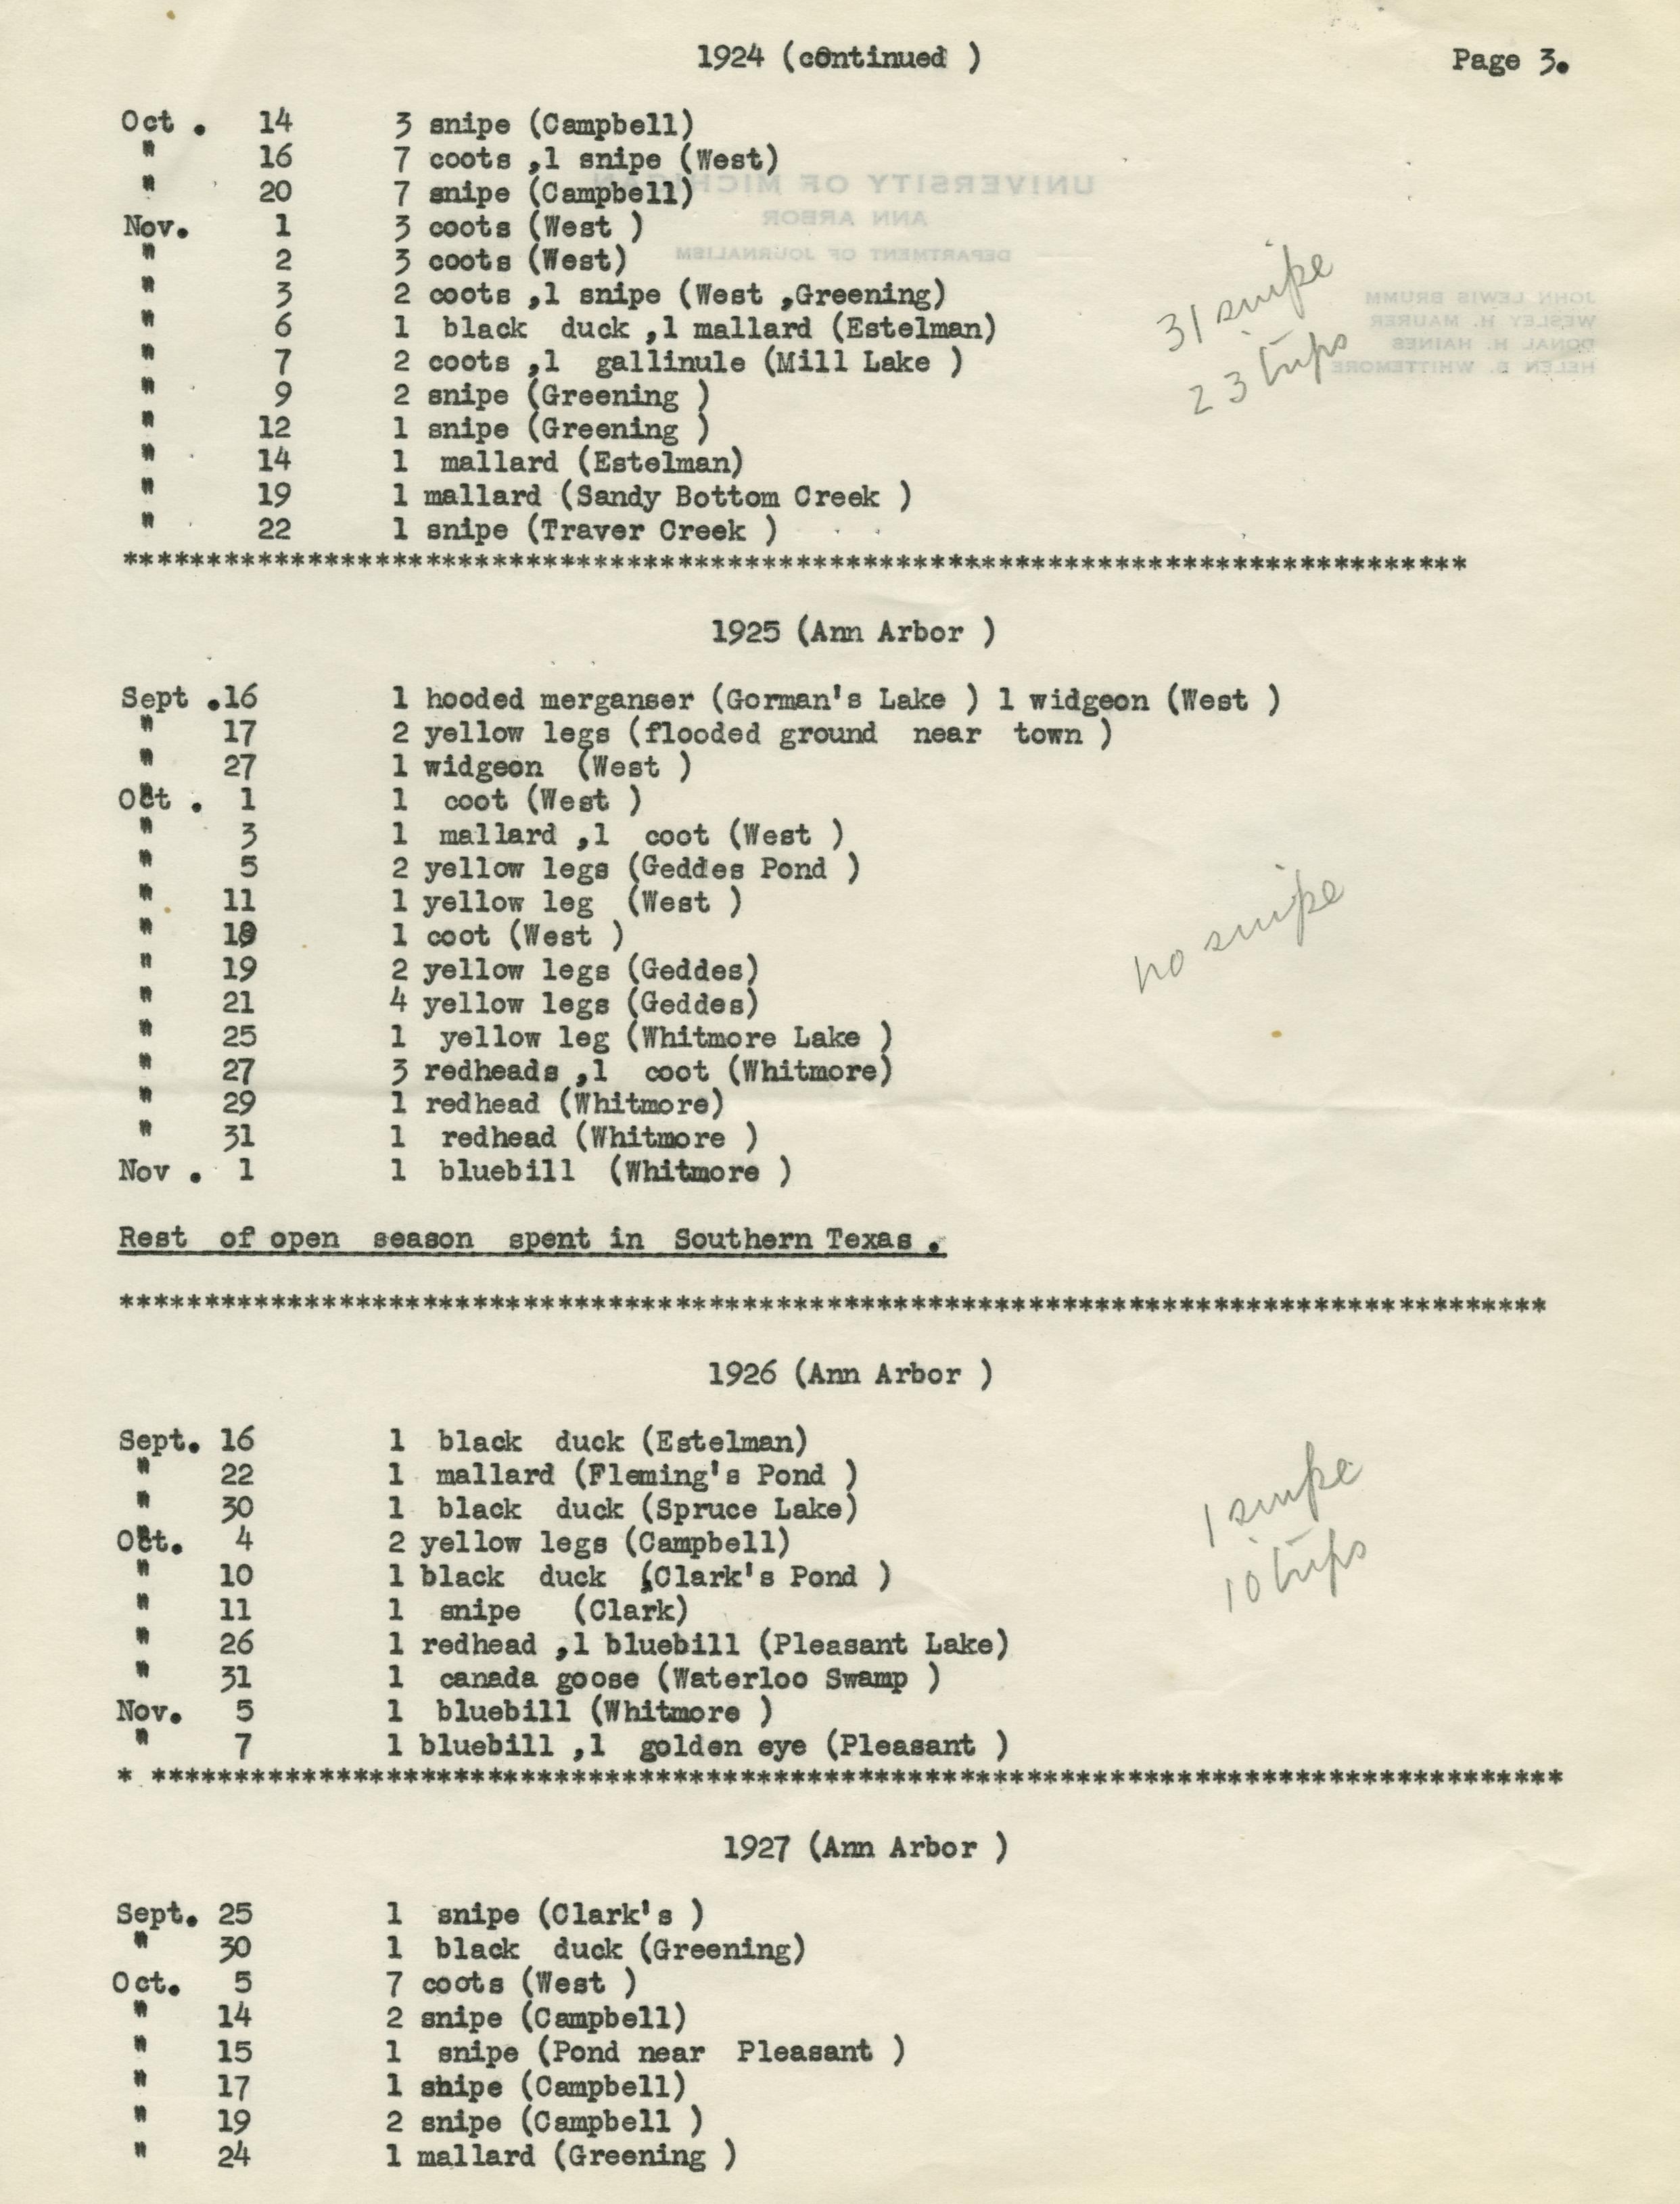 1924 (continued ) Page 3.
Oct . 14 3 snipe (Campbell)
" 16 7 coots ,1 snipe (West)
" 20 7 snipe (Campbell)
UNIVERSITY OF MICHIGAN
Nov. 1 3 coots (West )
ANN ARBOR
" 2 3 coots (West)
DEPARTMENT OF JOURNALISM
" 3 2 coots ,1 snipe (West ,Greening)
" 6 1 black duck ,1 mallard (Estelman)
" 7 2 coots ,1 gallinule (Mill Lake )
" 9 2 snipe (Greening )
" 12 1 snipe (Greening )
" 14 1 mallard (Estelman)
" 19 1 mallard (Sandy Bottom Creek )
" 22 1 snipe (Traver Creek )
31 snipe
23 trips
JOHN LEWIS BRUMM
WESLEY H. MAURER
DONAL H. HAINES
HELEN B. WHITTEMORE
********************************************************************************
1925 (Ann Arbor )
Sept .16 1 hooded merganser (Gorman's Lake ) 1 widgeon (West )
" 17 2 yellow legs (flooded ground near town )
" 27 1 widgeon (West )
Oct . 1 1 coot (West )
" 3 1 mallard ,1 coot (West )
" 5 2 yellow legs (Geddes Pond )
" 11 1 yellow leg (West )
" 18 1 coot (West )
" 19 2 yellow legs (Geddes)
" 21 4 yellow legs (Geddes)
" 25 1 yellow leg (Whitmore Lake )
" 27 3 redheads ,1 coot (Whitmore)
" 29 1 redhead (Whitmore)
" 31 1 redhead (Whitmore )
Nov . 1 1 bluebill (Whitmore )
no snipe
Rest of open season spent in Southern Texas .
*************************************************************************************
1926 (Ann Arbor )
Sept. 16 1 black duck (Estelman)
" 22 1 mallard (Fleming's Pond )
" 30 1 black duck (Spruce Lake)
Oct. 4 2 yellow legs (Campbell)
" 10 1 black duck (Clark's Pond )
" 11 1 snipe (Clark)
" 26 1 redhead ,1 bluebill (Pleasant Lake)
" 31 1 canada goose (Waterloo Swamp )
Nov. 5 1 bluebill (Whitmore )
" 7 1 bluebill ,1 golden eye (Pleasant )
1 snipe
10 trips
* ************************************************************************************
1927 (Ann Arbor )
Sept. 25 1 snipe (Clark's )
" 30 1 black duck (Greening)
Oct. 5 7 coots (West )
" 14 2 snipe (Campbell)
" 15 1 snipe (Pond near Pleasant )
" 17 1 snipe (Campbell)
" 19 2 snipe (Campbell )
" 24 1 mallard (Greening )